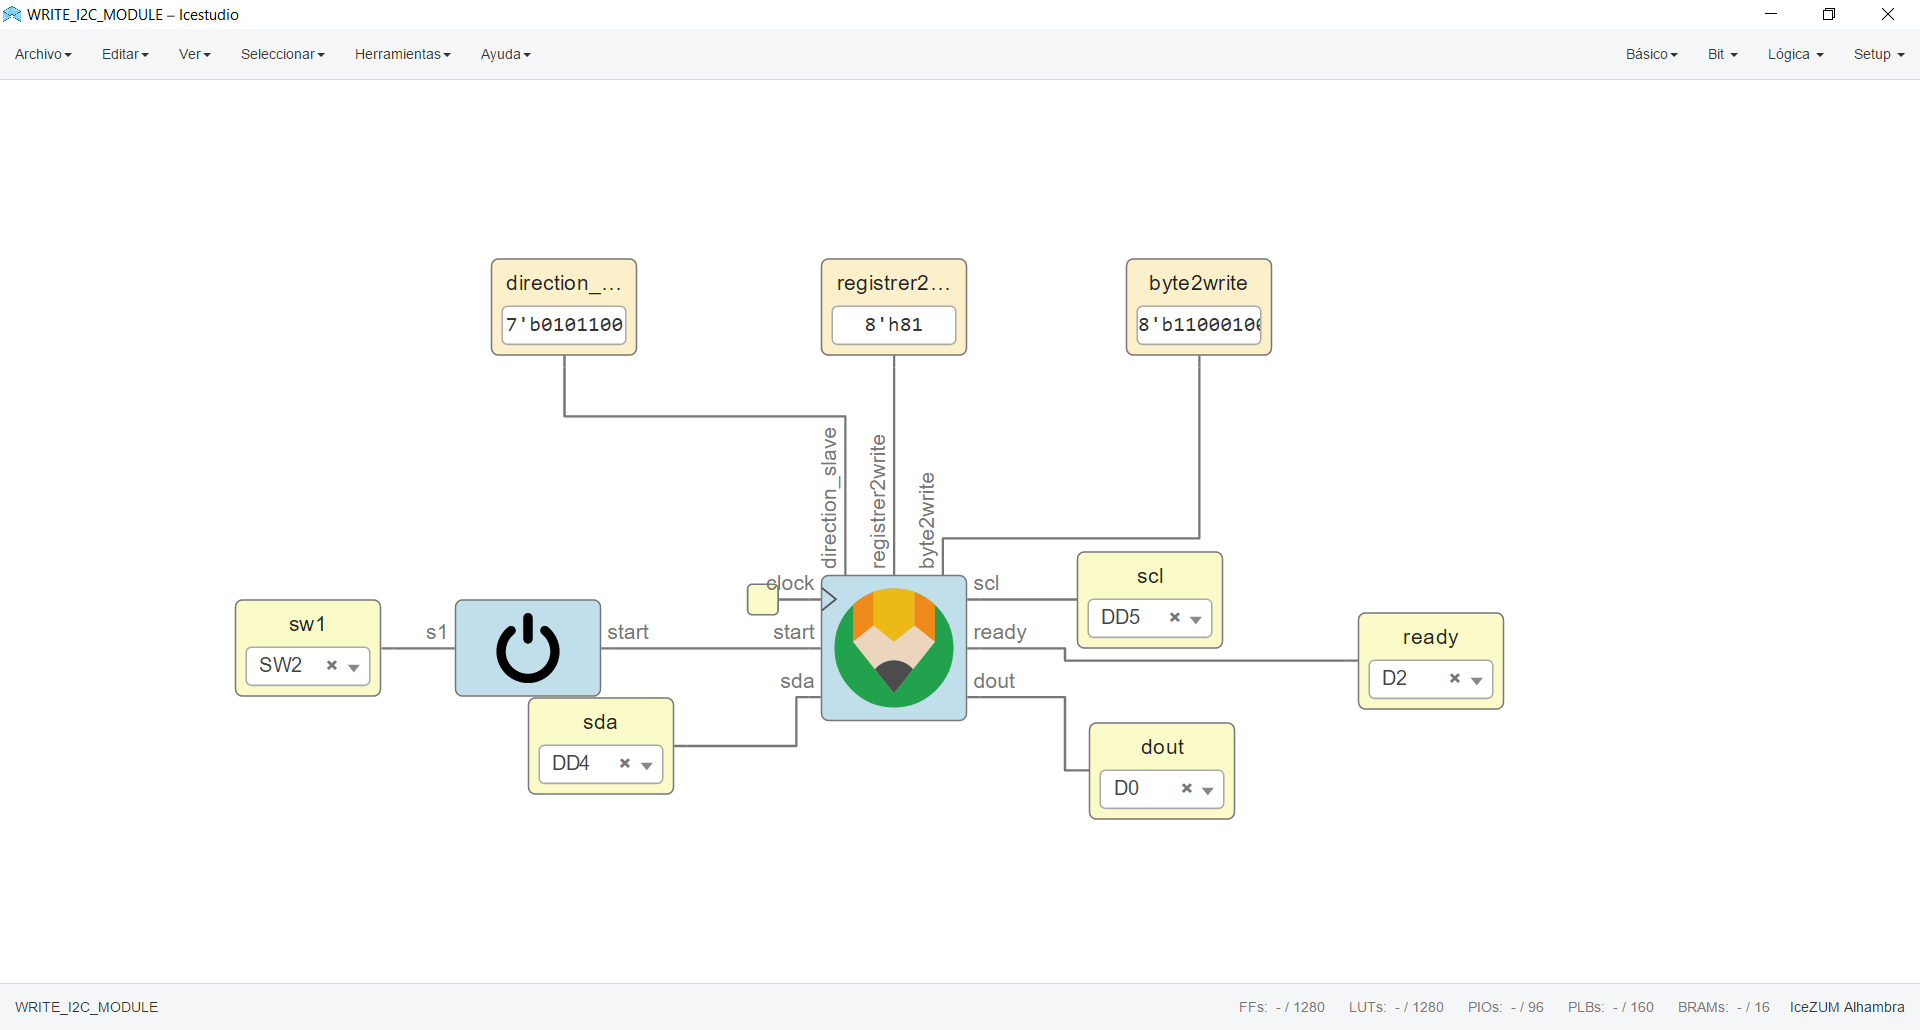 WRITE_I2C_MODULE – Icestudio
Archivo Editar Ver Seleccionar Herramientas Ayuda Básico Bit Lógica Setup
direction_... registrer2... byte2write
7'b0101100 8'h81 8'b1100010
direction_slave
registrer2write
byte2write
clock scl
scl
DD5
sw1
SW2
s1 start start ready
ready
D2
sda dout
sda
DD4
dout
D0
WRITE_I2C_MODULE FFs: - / 1280 LUTs: - / 1280 PIOs: - / 96 PLBs: - / 160 BRAMs: - / 16 IceZUM Alhambra